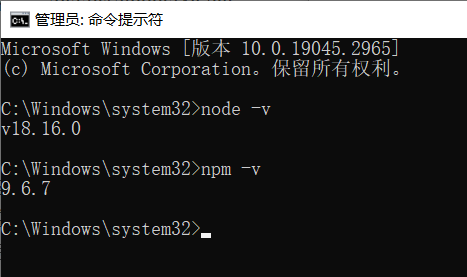 管理员: 命令提示符
Microsoft Windows [版本 10.0.19045.2965]
(c) Microsoft Corporation。保留所有权利。
C:\Windows\system32>node -v
v18.16.0
C:\Windows\system32>npm -v
9.6.7
C:\Windows\system32>